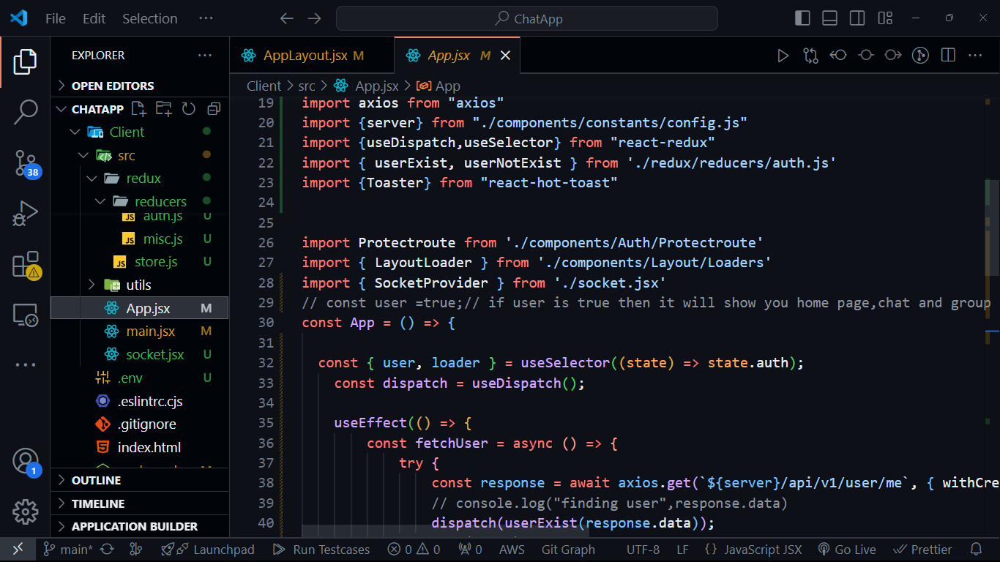 File Edit Selection ···
ChatApp
EXPLORER
OPEN EDITORS
CHATAPP
Client
src
redux
reducers
auth.js U
misc.js U
store.js U
utils
App.jsx M
main.jsx M
socket.jsx U
.env U
.eslintrc.cjs
.gitignore
index.html
OUTLINE
TIMELINE
APPLICATION BUILDER
38
1
AppLayout.jsx M
App.jsx M
Client > src > App.jsx > App
19 import axios from "axios"
20 import {server} from "./components/constants/config.js"
21 import {useDispatch,useSelector} from "react-redux"
22 import { userExist, userNotExist } from './redux/reducers/auth.js'
23 import {Toaster} from "react-hot-toast"
24
25
26 import Protectroute from './components/Auth/Protectroute'
27 import { LayoutLoader } from './components/Layout/Loaders'
28 import { SocketProvider } from './socket.jsx'
29 // const user =true;// if user is true then it will show you home page,chat and group
30 const App = () => {
31
32 const { user, loader } = useSelector((state) => state.auth);
33 const dispatch = useDispatch();
34
35 useEffect(() => {
36 const fetchUser = async () => {
37 try {
38 const response = await axios.get(`${server}/api/v1/user/me`, { withCre
39 // console.log("finding user",response.data)
40 dispatch(userExist(response.data));
main* Launchpad Run Testcases 0 0 0 AWS Git Graph UTF-8 LF {} JavaScript JSX Go Live Prettier